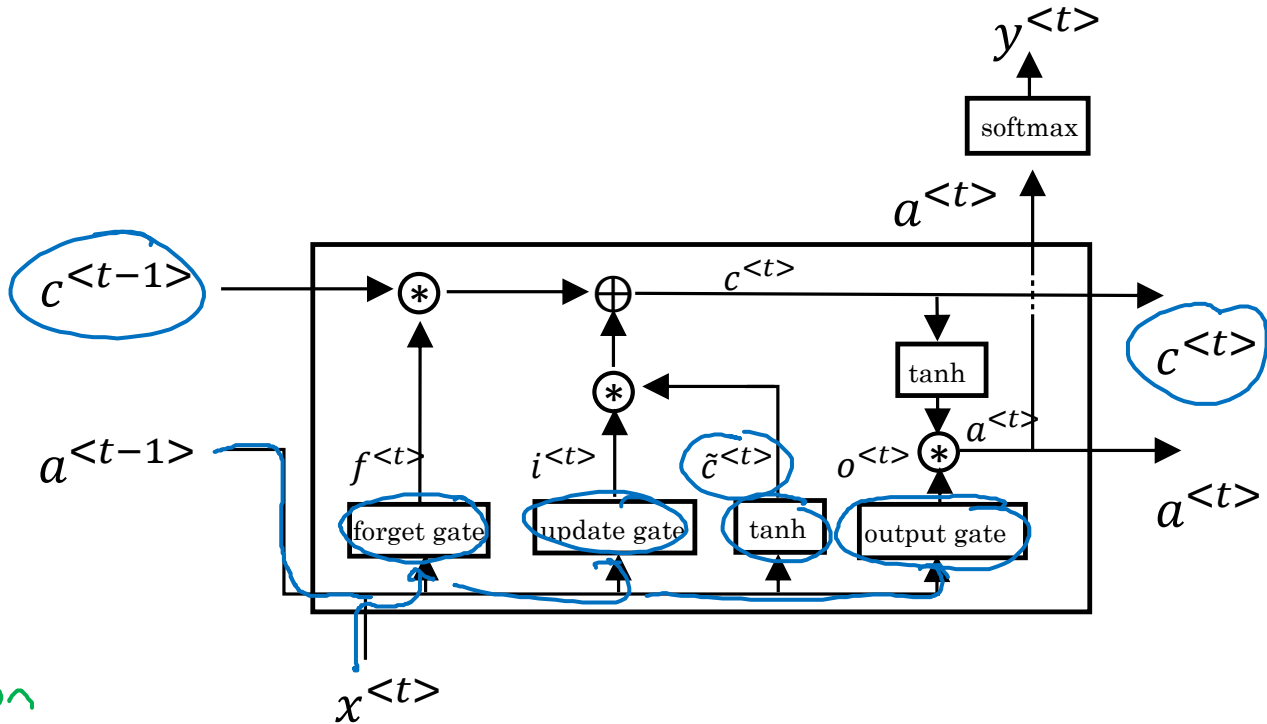 y<t>
softmax
a<t>
c<t-1>
c<t>
*
⊕
c<t>
tanh
*
a<t-1>
f<t>
i<t>
c̃<t>
o<t>
*
a<t>
a<t>
forget gate
update gate
tanh
output gate
x<t>